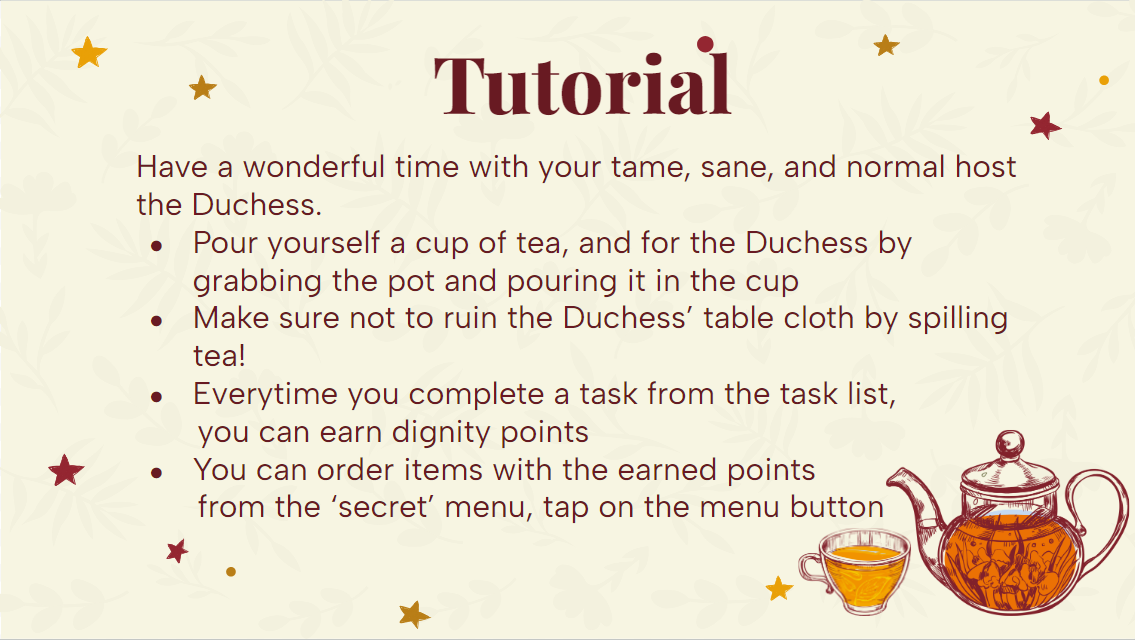 Tutorial
Have a wonderful time with your tame, sane, and normal host
the Duchess.
• Pour yourself a cup of tea, and for the Duchess by
grabbing the pot and pouring it in the cup
• Make sure not to ruin the Duchess’ table cloth by spilling
tea!
• Everytime you complete a task from the task list,
you can earn dignity points
• You can order items with the earned points
from the ‘secret’ menu, tap on the menu button